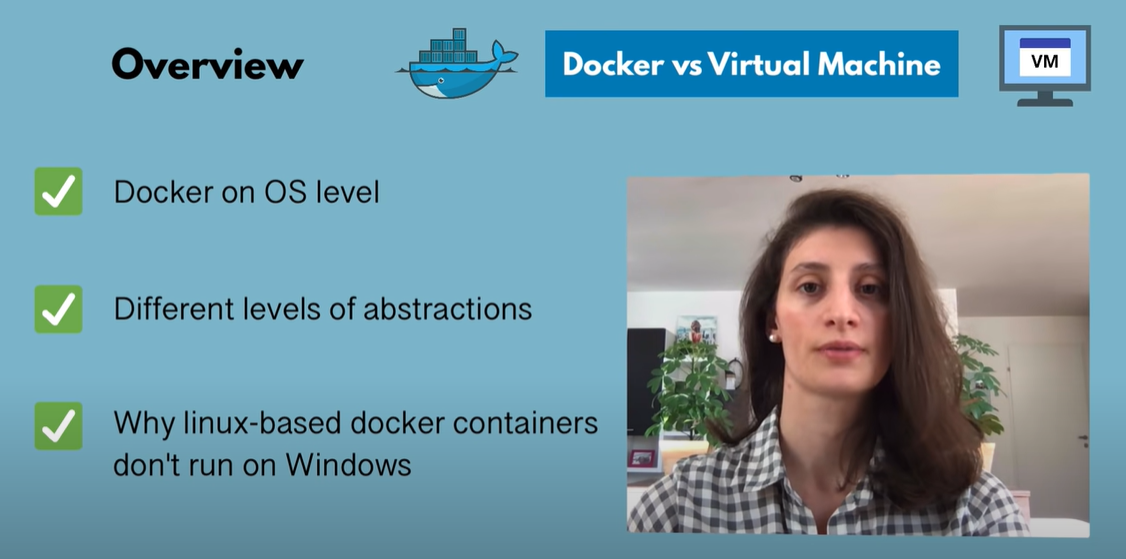 Overview
Docker vs Virtual Machine
VM
Docker on OS level
Different levels of abstractions
Why linux-based docker containers
don't run on Windows